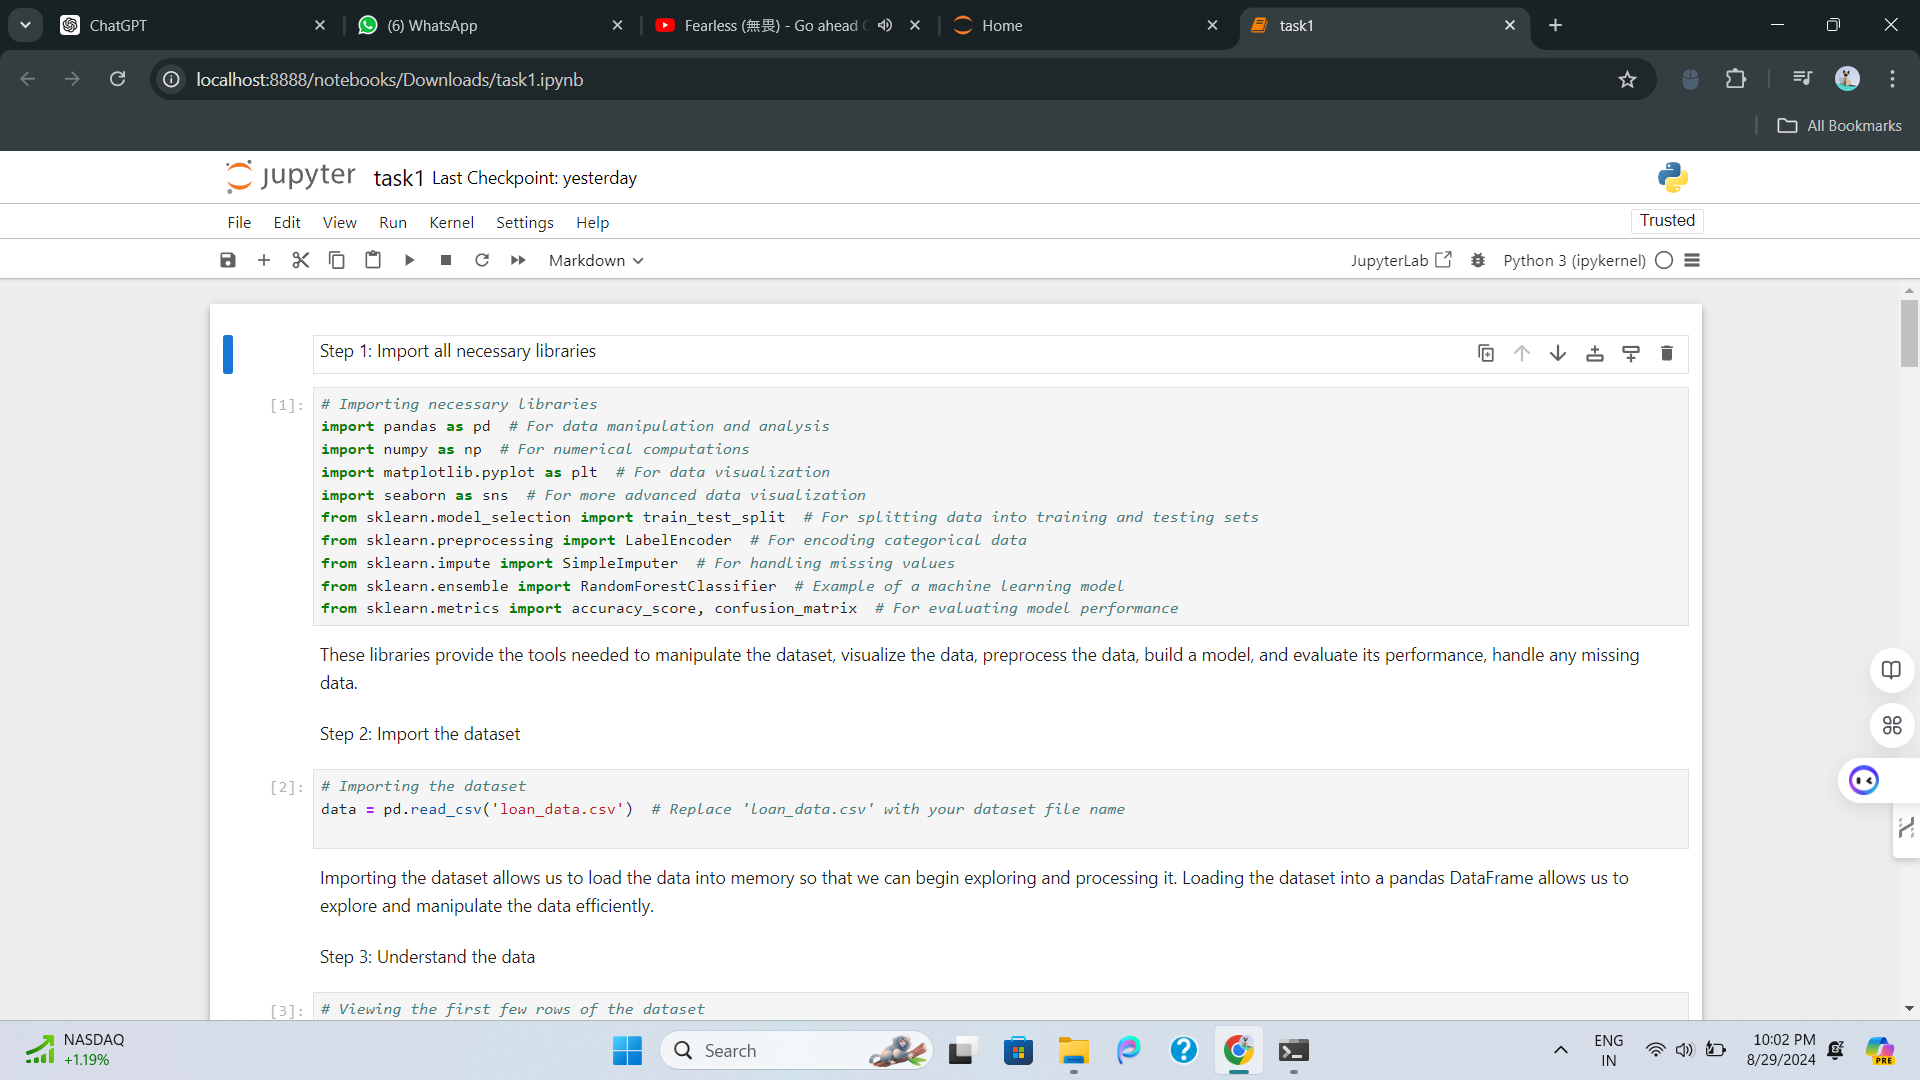 ChatGPT
(6) WhatsApp
Fearless (無畏) - Go ahead
Home
task1
localhost:8888/notebooks/Downloads/task1.ipynb
All Bookmarks
jupyter task1 Last Checkpoint: yesterday
File Edit View Run Kernel Settings Help
Trusted
Markdown
JupyterLab
Python 3 (ipykernel)
Step 1: Import all necessary libraries
[1]:
# Importing necessary libraries
import pandas as pd  # For data manipulation and analysis
import numpy as np  # For numerical computations
import matplotlib.pyplot as plt  # For data visualization
import seaborn as sns  # For more advanced data visualization
from sklearn.model_selection import train_test_split  # For splitting data into training and testing sets
from sklearn.preprocessing import LabelEncoder  # For encoding categorical data
from sklearn.impute import SimpleImputer  # For handling missing values
from sklearn.ensemble import RandomForestClassifier  # Example of a machine learning model
from sklearn.metrics import accuracy_score, confusion_matrix  # For evaluating model performance
These libraries provide the tools needed to manipulate the dataset, visualize the data, preprocess the data, build a model, and evaluate its performance, handle any missing
data.
Step 2: Import the dataset
[2]:
# Importing the dataset
data = pd.read_csv('loan_data.csv')  # Replace 'loan_data.csv' with your dataset file name
Importing the dataset allows us to load the data into memory so that we can begin exploring and processing it. Loading the dataset into a pandas DataFrame allows us to
explore and manipulate the data efficiently.
Step 3: Understand the data
[3]:
# Viewing the first few rows of the dataset
NASDAQ
+1.19%
Search
ENG
IN
10:02 PM
8/29/2024
PRE